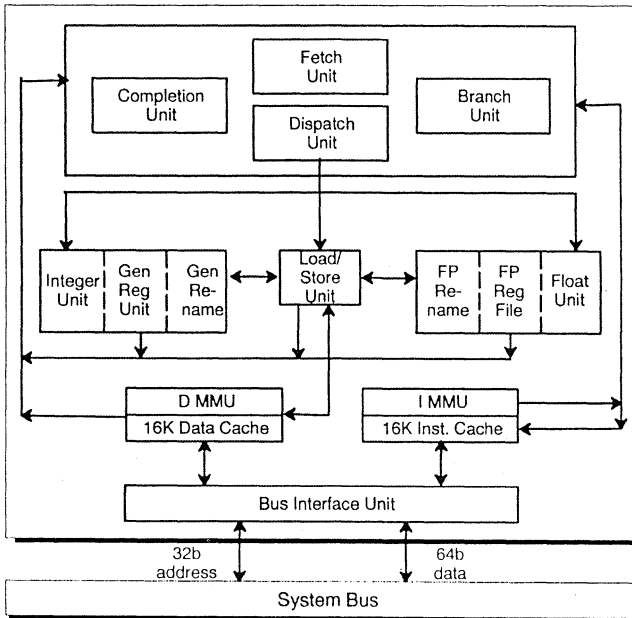 Fetch
Unit
Completion
Unit
Branch
Unit
Dispatch
Unit
Integer
Unit
Gen
Reg
Unit
Gen
Re-
name
Load/
Store
Unit
FP
Re-
name
FP
Reg
File
Float
Unit
D MMU
16K Data Cache
I MMU
16K Inst. Cache
Bus Interface Unit
32b
address
64b
data
System Bus